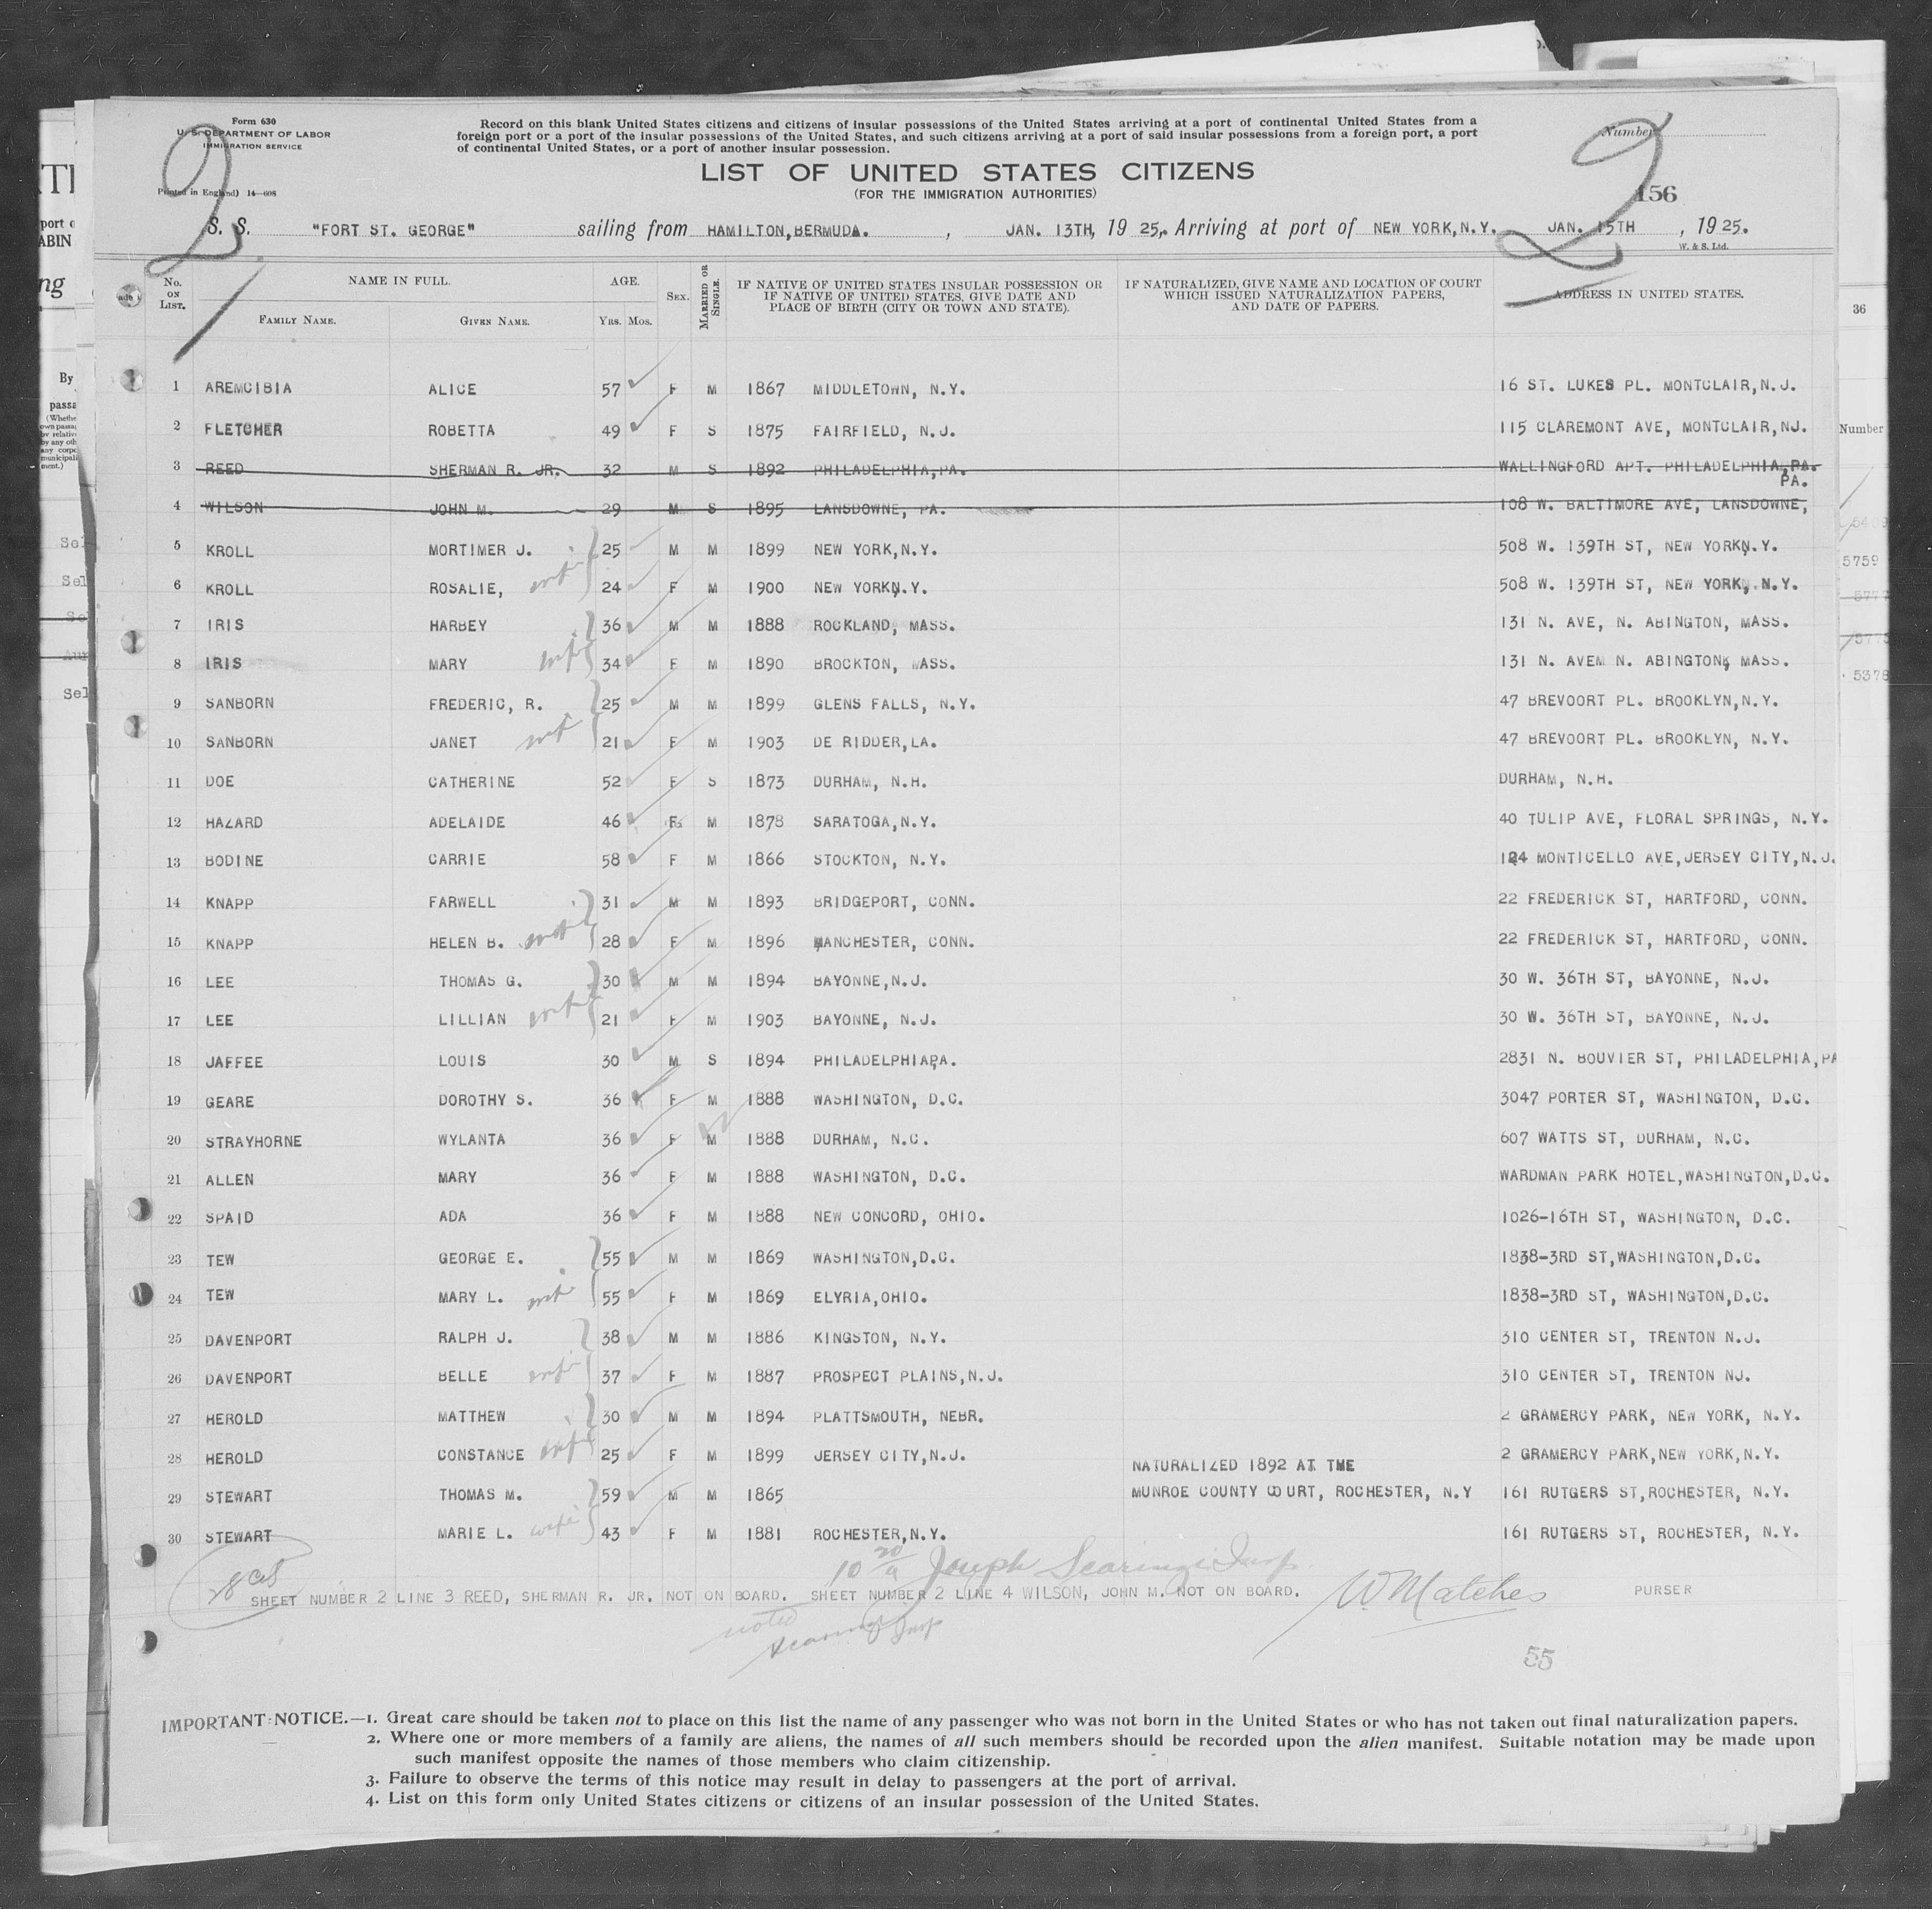 Form 630
U. S. DEPARTMENT OF LABOR
IMMIGRATION SERVICE
Printed in England) 14—608
Record on this blank United States citizens and citizens of insular possessions of the United States arriving at a port of continental United States from a
foreign port or a port of the insular possessions of the United States, and such citizens arriving at a port of said insular possessions from a foreign port, a port
of continental United States, or a port of another insular possession.
Number
2
2
LIST OF UNITED STATES CITIZENS
(FOR THE IMMIGRATION AUTHORITIES)
156
S. S. "FORT ST. GEORGE" sailing from HAMILTON,BERMUDA. , JAN. 13TH, 19 25, Arriving at port of NEW YORK,N.Y. JAN. 15TH , 1925.
W. & S. Ltd.
No. ON LIST. NAME IN FULL. AGE. SEX. MARRIED OR SINGLE. IF NATIVE OF UNITED STATES INSULAR POSSESSION OR IF NATIVE OF UNITED STATES, GIVE DATE AND PLACE OF BIRTH (CITY OR TOWN AND STATE). IF NATURALIZED, GIVE NAME AND LOCATION OF COURT WHICH ISSUED NATURALIZATION PAPERS, AND DATE OF PAPERS. ADDRESS IN UNITED STATES.
FAMILY NAME. GIVEN NAME. YRS. MOS.
1 AREMCIBIA ALICE 57 F M 1867 MIDDLETOWN, N.Y. 16 ST. LUKES PL. MONTCLAIR,N.J.
2 FLETCHER ROBETTA 49 F S 1875 FAIRFIELD, N.J. 115 CLAREMONT AVE, MONTCLAIR,NJ.
3 REED SHERMAN R. JR. 32 M S 1892 PHILADELPHIA,PA. WALLINGFORD APT. PHILADELPHIA,PA.
PA.
4 WILSON JOHN M. 29 M S 1895 LANSDOWNE, PA. 108 W. BALTIMORE AVE, LANSDOWNE,
5 KROLL MORTIMER J. 25 M M 1899 NEW YORK,N.Y. 508 W. 139TH ST, NEW YORK,N.Y.
6 KROLL ROSALIE, wife 24 F M 1900 NEW YORK,N.Y. 508 W. 139TH ST, NEW YORK, N.Y.
7 IRIS HARBEY 36 M M 1888 ROCKLAND, MASS. 131 N. AVE, N. ABINGTON, MASS.
8 IRIS MARY wife 34 F M 1890 BROCKTON, MASS. 131 N. AVEM N. ABINGTON, MASS.
9 SANBORN FREDERIC, R. 25 M M 1899 GLENS FALLS, N.Y. 47 BREVOORT PL. BROOKLYN,N.Y.
10 SANBORN JANET wife 21 F M 1903 DE RIDDER,LA. 47 BREVOORT PL. BROOKLYN, N.Y.
11 DOE CATHERINE 52 F S 1873 DURHAM, N.H. DURHAM, N.H.
12 HAZARD ADELAIDE 46 F M 1878 SARATOGA,N.Y. 40 TULIP AVE, FLORAL SPRINGS, N.Y.
13 BODINE CARRIE 58 F M 1866 STOCKTON, N.Y. 124 MONTICELLO AVE,JERSEY CITY,N.J.
14 KNAPP FARWELL 31 M M 1893 BRIDGEPORT, CONN. 22 FREDERICK ST, HARTFORD, CONN.
15 KNAPP HELEN B. wife 28 F M 1896 MANCHESTER, CONN. 22 FREDERICK ST, HARTFORD, CONN.
16 LEE THOMAS G. 30 M M 1894 BAYONNE,N.J. 30 W. 36TH ST, BAYONNE, N.J.
17 LEE LILLIAN wife 21 F M 1903 BAYONNE, N.J. 30 W. 36TH ST, BAYONNE, N.J.
18 JAFFEE LOUIS 30 M S 1894 PHILADELPHIA,PA. 2831 N. BOUVIER ST, PHILADELPHIA,PA
19 GEARE DOROTHY S. 36 F M 1888 WASHINGTON, D.C. 3047 PORTER ST, WASHINGTON, D.C.
20 STRAYHORNE WYLANTA 36 F M 1888 DURHAM, N.C. 607 WATTS ST, DURHAM, N.C.
21 ALLEN MARY 36 F M 1888 WASHINGTON, D.C. WARDMAN PARK HOTEL,WASHINGTON,D.C.
22 SPAID ADA 36 F M 1888 NEW CONCORD, OHIO. 1026-16TH ST, WASHINGTON, D.C.
23 TEW GEORGE E. 55 M M 1869 WASHINGTON,D.C. 1838-3RD ST,WASHINGTON,D.C.
24 TEW MARY L. wife 55 F M 1869 ELYRIA,OHIO. 1838-3RD ST, WASHINGTON,D.C.
25 DAVENPORT RALPH J. 38 M M 1886 KINGSTON, N.Y. 310 CENTER ST, TRENTON N.J.
26 DAVENPORT BELLE wife 37 F M 1887 PROSPECT PLAINS,N.J. 310 CENTER ST, TRENTON NJ.
27 HEROLD MATTHEW 30 M M 1894 PLATTSMOUTH, NEBR. 2 GRAMERCY PARK, NEW YORK, N.Y.
28 HEROLD CONSTANCE wife 25 F M 1899 JERSEY CITY,N.J. 2 GRAMERCY PARK,NEW YORK,N.Y.
NATURALIZED 1892 AT THE
29 STEWART THOMAS M. 59 M M 1865 MUNROE COUNTY COURT, ROCHESTER, N.Y 161 RUTGERS ST,ROCHESTER, N.Y.
30 STEWART MARIE L. wife 43 F M 1881 ROCHESTER,N.Y. 161 RUTGERS ST, ROCHESTER, N.Y.
Joseph Scaringi Insp.
SHEET NUMBER 2 LINE 3 REED, SHERMAN R. JR. NOT ON BOARD. SHEET NUMBER 2 LINE 4 WILSON, JOHN M. NOT ON BOARD. W Matches PURSER
noted
Scaringi Insp
55
IMPORTANT NOTICE.—1. Great care should be taken not to place on this list the name of any passenger who was not born in the United States or who has not taken out final naturalization papers.
2. Where one or more members of a family are aliens, the names of all such members should be recorded upon the alien manifest. Suitable notation may be made upon
such manifest opposite the names of those members who claim citizenship.
3. Failure to observe the terms of this notice may result in delay to passengers at the port of arrival.
4. List on this form only United States citizens or citizens of an insular possession of the United States.
36
Number
5759
5378